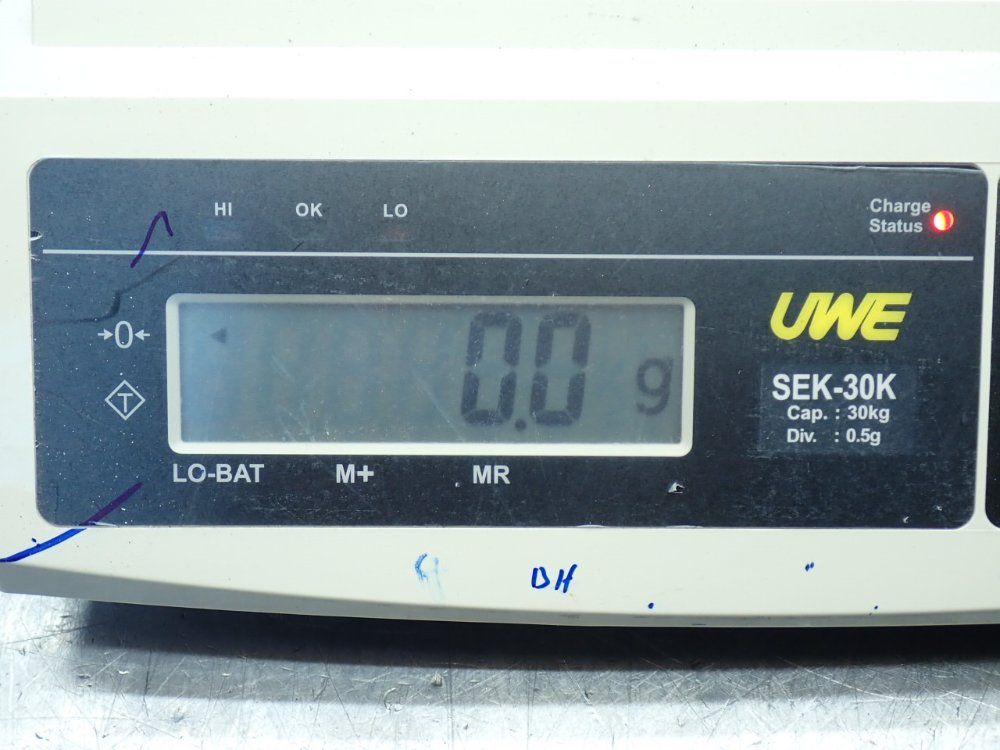 HI OK LO
Charge
Status
→0←
0.0 g
T
UWE
SEK-30K
Cap. : 30kg
Div. : 0.5g
LO-BAT M+ MR
BH